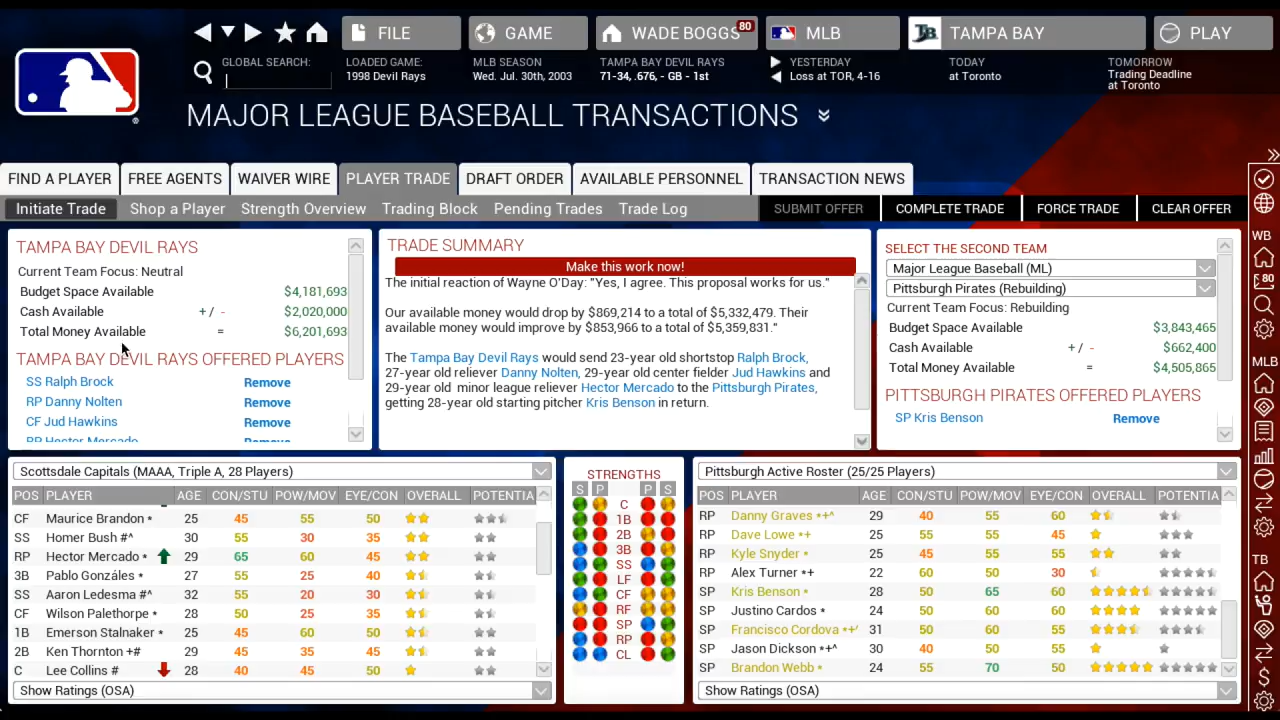 FILE
GAME
WADE BOGGS
80
MLB
TAMPA BAY
PLAY
GLOBAL SEARCH:
LOADED GAME:
1998 Devil Rays
MLB SEASON
Wed. Jul. 30th, 2003
TAMPA BAY DEVIL RAYS
71-34, .676, - GB - 1st
YESTERDAY
Loss at TOR, 4-16
TODAY
at Toronto
TOMORROW
Trading Deadline
at Toronto
MAJOR LEAGUE BASEBALL TRANSACTIONS
FIND A PLAYER
FREE AGENTS
WAIVER WIRE
PLAYER TRADE
DRAFT ORDER
AVAILABLE PERSONNEL
TRANSACTION NEWS
Initiate Trade
Shop a Player
Strength Overview
Trading Block
Pending Trades
Trade Log
SUBMIT OFFER
COMPLETE TRADE
FORCE TRADE
CLEAR OFFER
TAMPA BAY DEVIL RAYS
Current Team Focus: Neutral
Budget Space Available $4,181,693
Cash Available + / - $2,020,000
Total Money Available = $6,201,693
TAMPA BAY DEVIL RAYS OFFERED PLAYERS
SS Ralph Brock Remove
RP Danny Nolten Remove
CF Jud Hawkins Remove
RP Hector Mercado Remove
TRADE SUMMARY
Make this work now!
The initial reaction of Wayne O'Day: "Yes, I agree. This proposal works for us."
Our available money would drop by $869,214 to a total of $5,332,479. Their
available money would improve by $853,966 to a total of $5,359,831."
The Tampa Bay Devil Rays would send 23-year old shortstop Ralph Brock,
27-year old reliever Danny Nolten, 29-year old center fielder Jud Hawkins and
29-year old minor league reliever Hector Mercado to the Pittsburgh Pirates,
getting 28-year old starting pitcher Kris Benson in return.
SELECT THE SECOND TEAM
Major League Baseball (ML)
Pittsburgh Pirates (Rebuilding)
Current Team Focus: Rebuilding
Budget Space Available $3,843,465
Cash Available + / - $662,400
Total Money Available = $4,505,865
PITTSBURGH PIRATES OFFERED PLAYERS
SP Kris Benson Remove
Scottsdale Capitals (MAAA, Triple A, 28 Players)
POS PLAYER AGE CON/STU POW/MOV EYE/CON OVERALL POTENTIA
CF Maurice Brandon * 25 45 55 50
SS Homer Bush #^ 30 55 30 35
RP Hector Mercado * 29 65 60 45
3B Pablo Gonzáles * 27 55 25 40
SS Aaron Ledesma #^ 32 55 20 30
CF Wilson Palethorpe * 28 50 25 35
1B Emerson Stalnaker * 25 45 60 50
2B Ken Thornton +# 29 45 35 45
C Lee Collins # 28 40 45 50
Show Ratings (OSA)
STRENGTHS
S P P S
C
1B
2B
3B
SS
LF
CF
RF
SP
RP
CL
Pittsburgh Active Roster (25/25 Players)
POS PLAYER AGE CON/STU POW/MOV EYE/CON OVERALL POTENTIA
RP Danny Graves *+^ 29 40 55 60
RP Dave Lowe *+ 25 55 55 45
RP Kyle Snyder * 25 45 55 55
RP Alex Turner *+ 22 60 50 30
SP Kris Benson * 28 50 65 50
SP Justino Cardos * 24 50 60 60
SP Francisco Cordova *+^ 31 50 60 55
SP Jason Dickson *+^ 30 40 50 55
SP Brandon Webb * 24 55 70 50
Show Ratings (OSA)
WB
80
MLB
TB